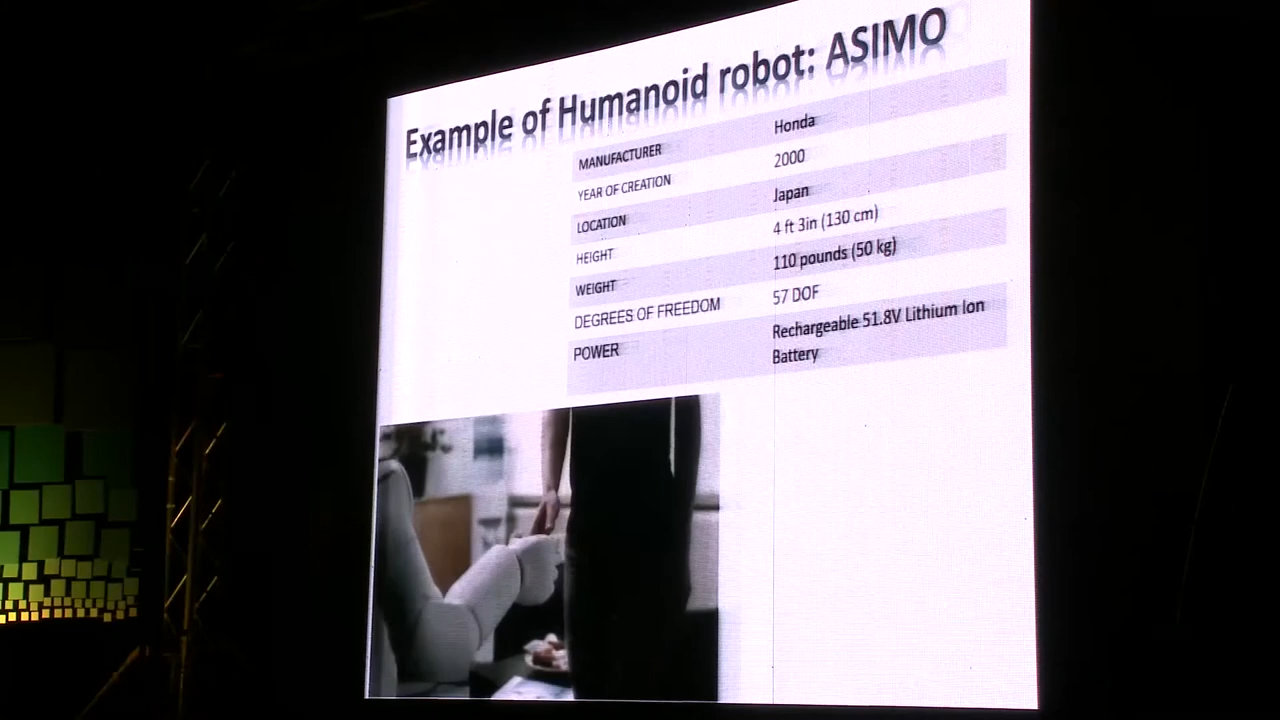 Example of Humanoid robot: ASIMO
MANUFACTURER Honda
YEAR OF CREATION 2000
LOCATION Japan
HEIGHT 4 ft 3in (130 cm)
WEIGHT 110 pounds (50 kg)
DEGREES OF FREEDOM 57 DOF
POWER Rechargeable 51.8V Lithium Ion
Battery